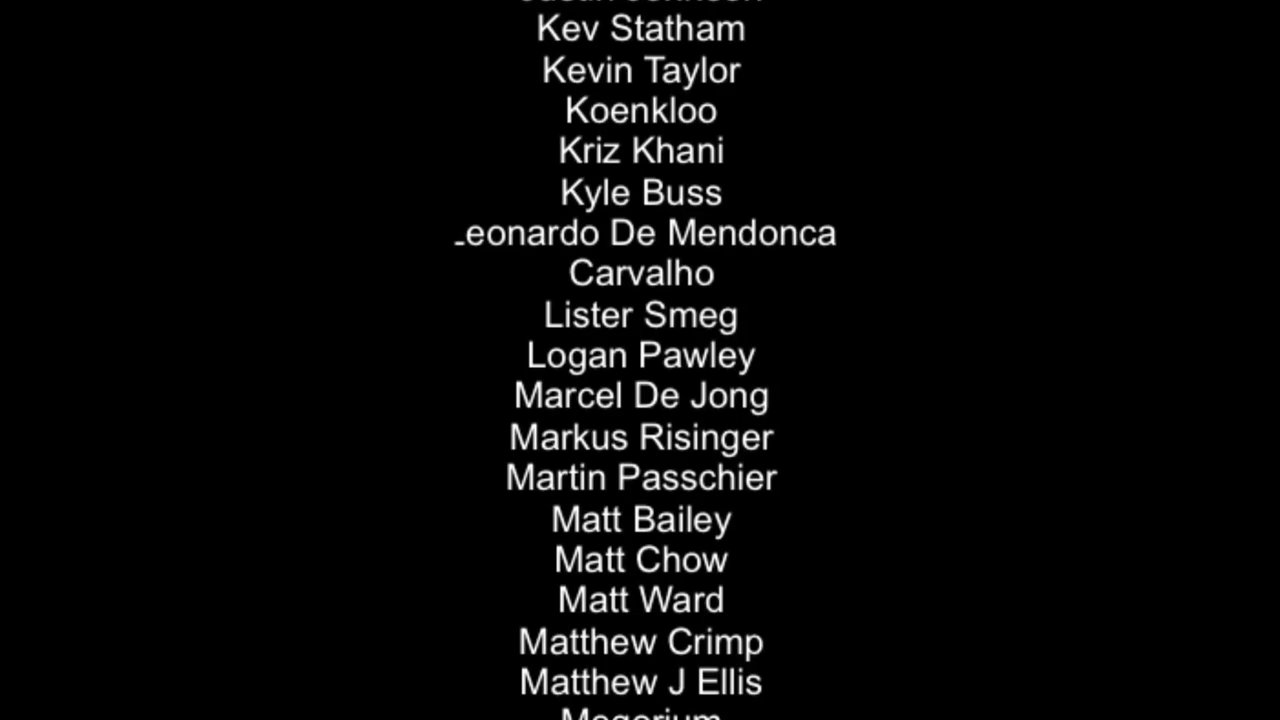 Kev Statham
Kevin Taylor
Koenkloo
Kriz Khani
Kyle Buss
Leonardo De Mendonca
Carvalho
Lister Smeg
Logan Pawley
Marcel De Jong
Markus Risinger
Martin Passchier
Matt Bailey
Matt Chow
Matt Ward
Matthew Crimp
Matthew J Ellis